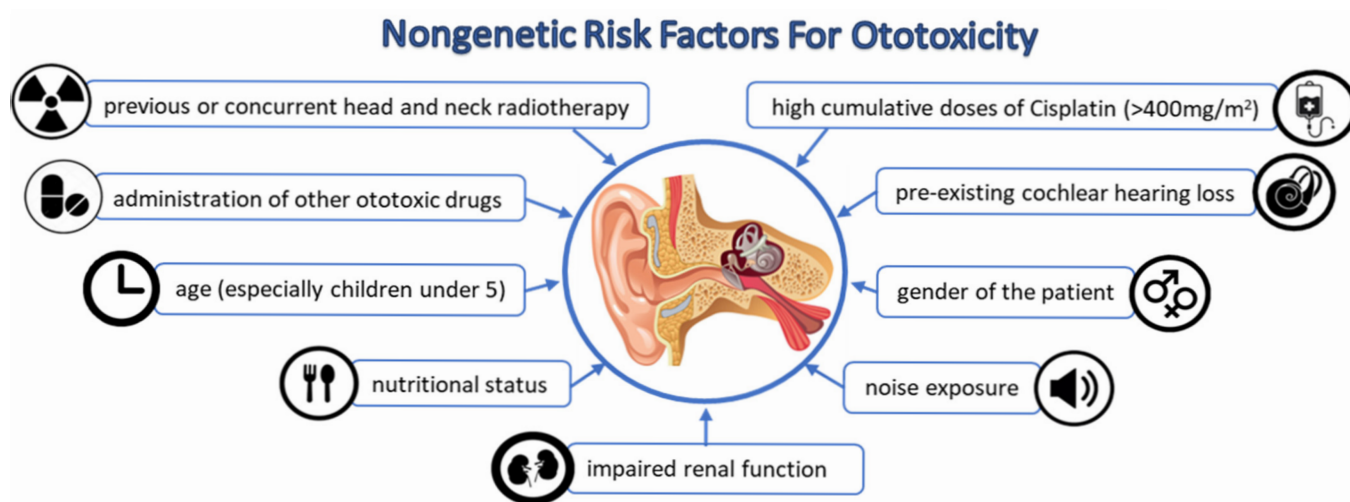 Nongenetic Risk Factors For Ototoxicity
previous or concurrent head and neck radiotherapy
high cumulative doses of Cisplatin (>400mg/m²)
administration of other ototoxic drugs
pre-existing cochlear hearing loss
age (especially children under 5)
gender of the patient
nutritional status
noise exposure
impaired renal function